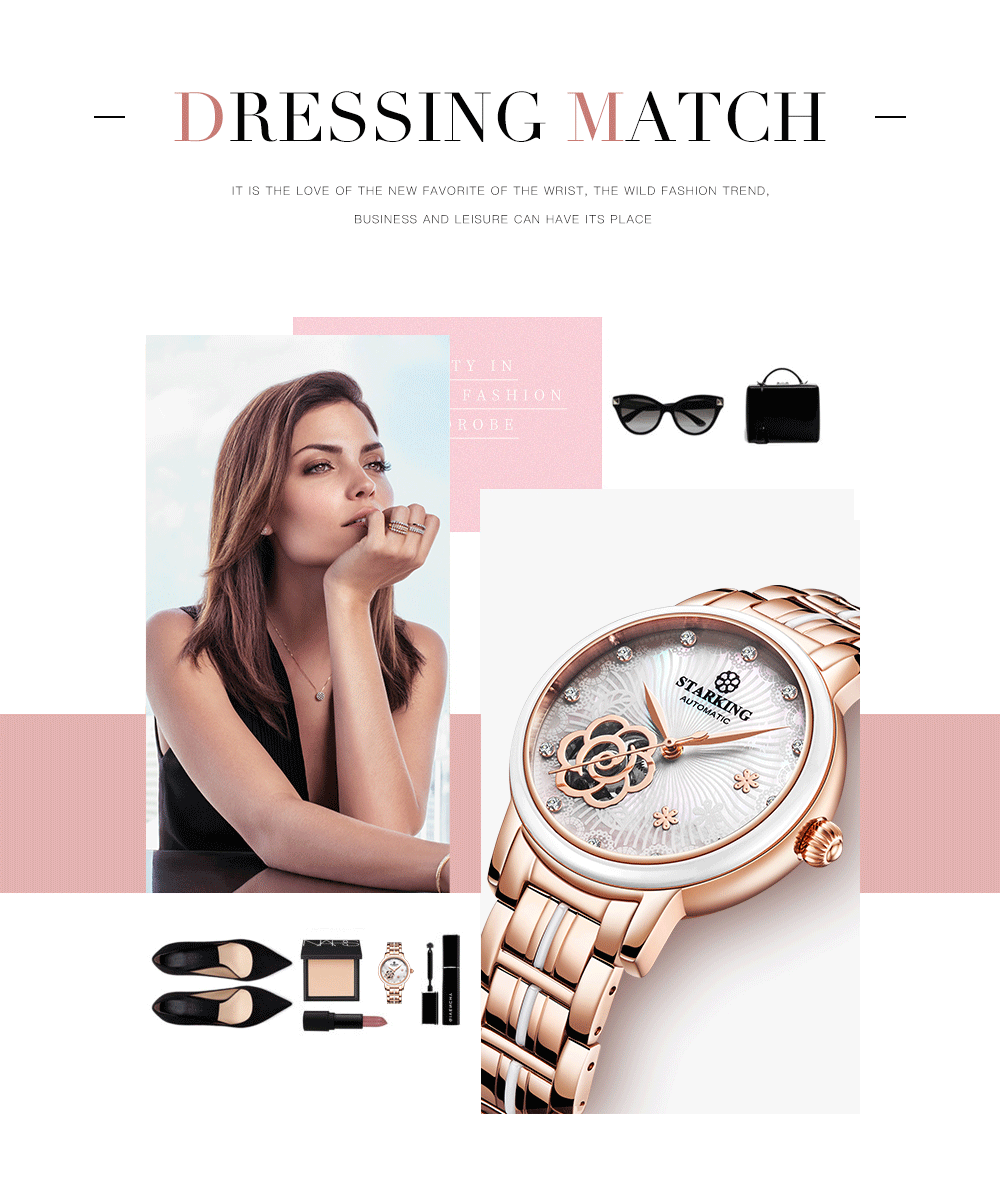 DRESSING MATCH
IT IS THE LOVE OF THE NEW FAVORITE OF THE WRIST, THE WILD FASHION TREND,
BUSINESS AND LEISURE CAN HAVE ITS PLACE
TY IN
FASHION
ROBE
STARKING
AUTOMATIC
NARS